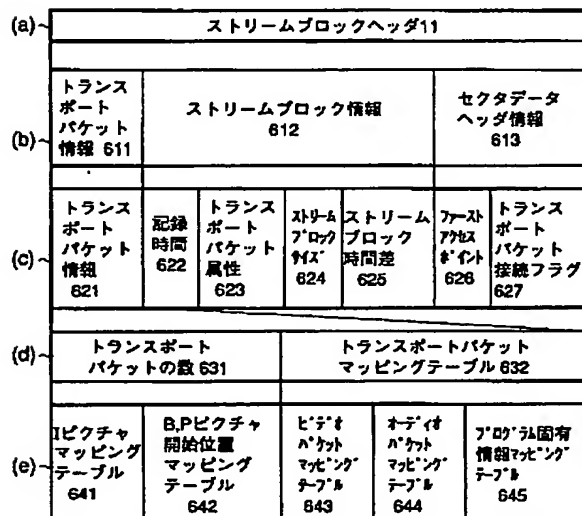 (a)
ストリームブロックヘッダ11
(b)
トランス
ポート
パケット
情報 611
ストリームブロック情報
612
セクタデータ
ヘッダ情報
613
(c)
トランス
ポート
パケット
情報
621
記録
時間
622
トランス
ポート
パケット
属性
623
ストリーム
ブロック
サイズ
624
ストリーム
ブロック
時間差
625
ファースト
アクセス
ポイント
626
トランス
ポート
パケット
接続フラグ
627
(d)
トランスポート
パケットの数 631
トランスポートパケット
マッピングテーブル 632
(e)
Iピクチャ
マッピング
テーブル
641
B,Pピクチャ
開始位置
マッピング
テーブル
642
ビデオ
パケット
マッピング
テーブル
643
オーディオ
パケット
マッピング
テーブル
644
プログラム固有
情報マッピング
テーブル
645